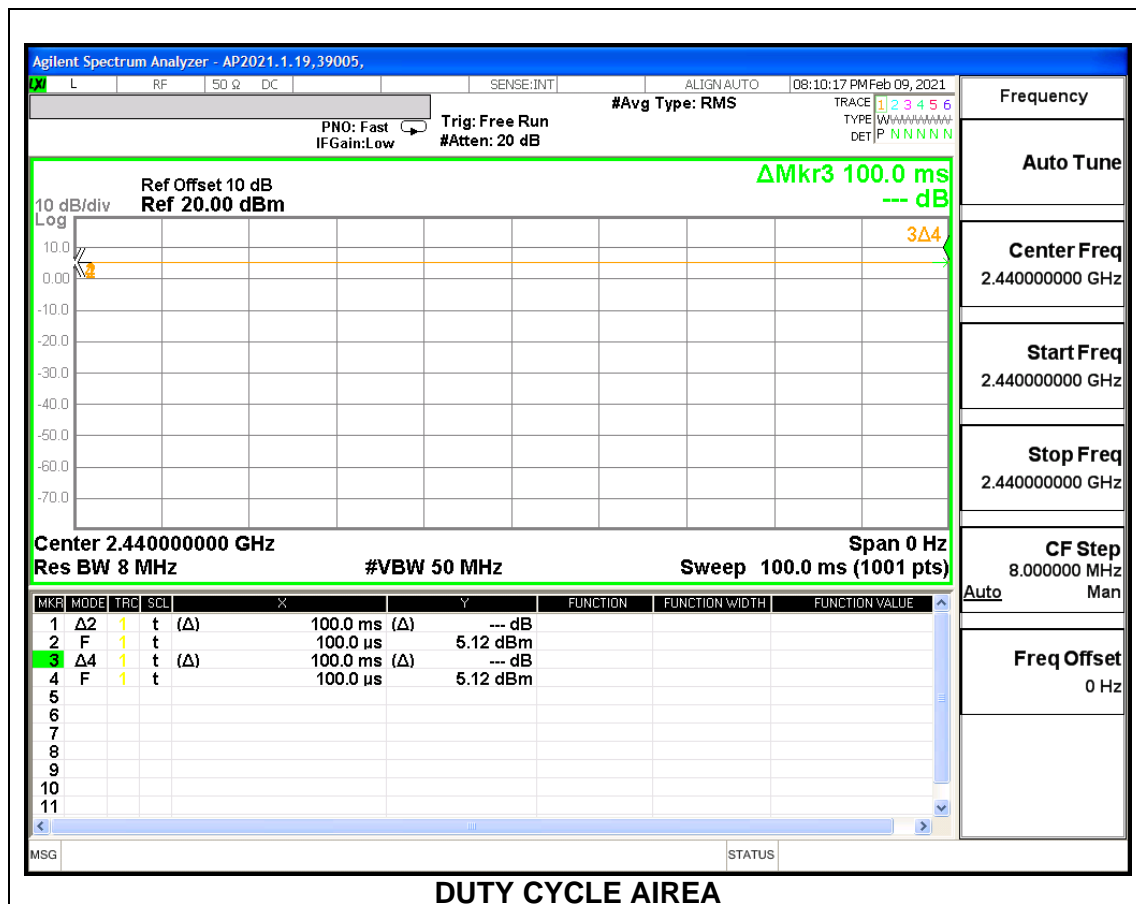 Agilent Spectrum Analyzer - AP2021.1.19,39005,
LXI L RF 50 Ω DC SENSE:INT ALIGN AUTO 08:10:17 PM Feb 09, 2021
PNO: Fast
IFGain:Low
Trig: Free Run
#Atten: 20 dB
#Avg Type: RMS
TRACE 1 2 3 4 5 6
TYPE W
DET P N N N N N
ΔMkr3 100.0 ms
--- dB
Ref Offset 10 dB
10 dB/div Ref 20.00 dBm
Log
3Δ4
10.0
0.00
-10.0
-20.0
-30.0
-40.0
-50.0
-60.0
-70.0
Center 2.440000000 GHz Span 0 Hz
Res BW 8 MHz #VBW 50 MHz Sweep 100.0 ms (1001 pts)
MKR MODE TRC SCL X Y FUNCTION FUNCTION WIDTH FUNCTION VALUE
1 Δ2 1 t (Δ) 100.0 ms (Δ) --- dB
2 F 1 t 100.0 µs 5.12 dBm
3 Δ4 1 t (Δ) 100.0 ms (Δ) --- dB
4 F 1 t 100.0 µs 5.12 dBm
5
6
7
8
9
10
11
MSG STATUS
Frequency
Auto Tune
Center Freq
2.440000000 GHz
Start Freq
2.440000000 GHz
Stop Freq
2.440000000 GHz
CF Step
8.000000 MHz
Auto Man
Freq Offset
0 Hz
DUTY CYCLE AIREA